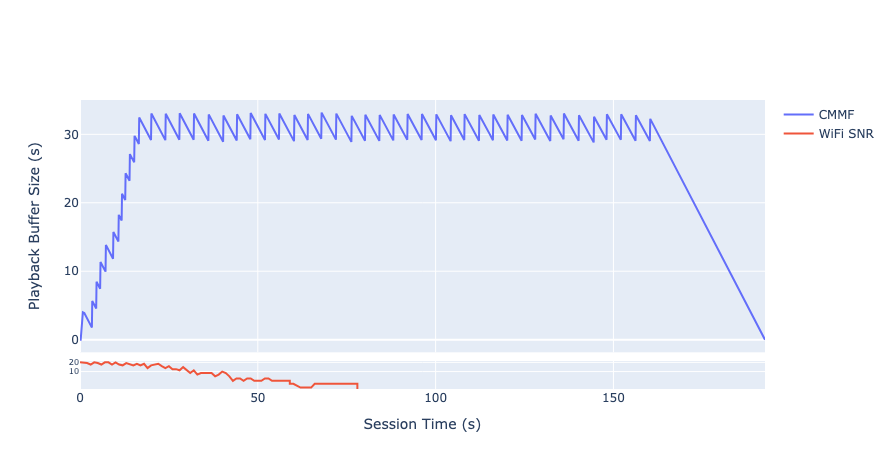 CMMF
WiFi SNR
Playback Buffer Size (s)
30
20
10
0
20
10
0
50
100
150
Session Time (s)